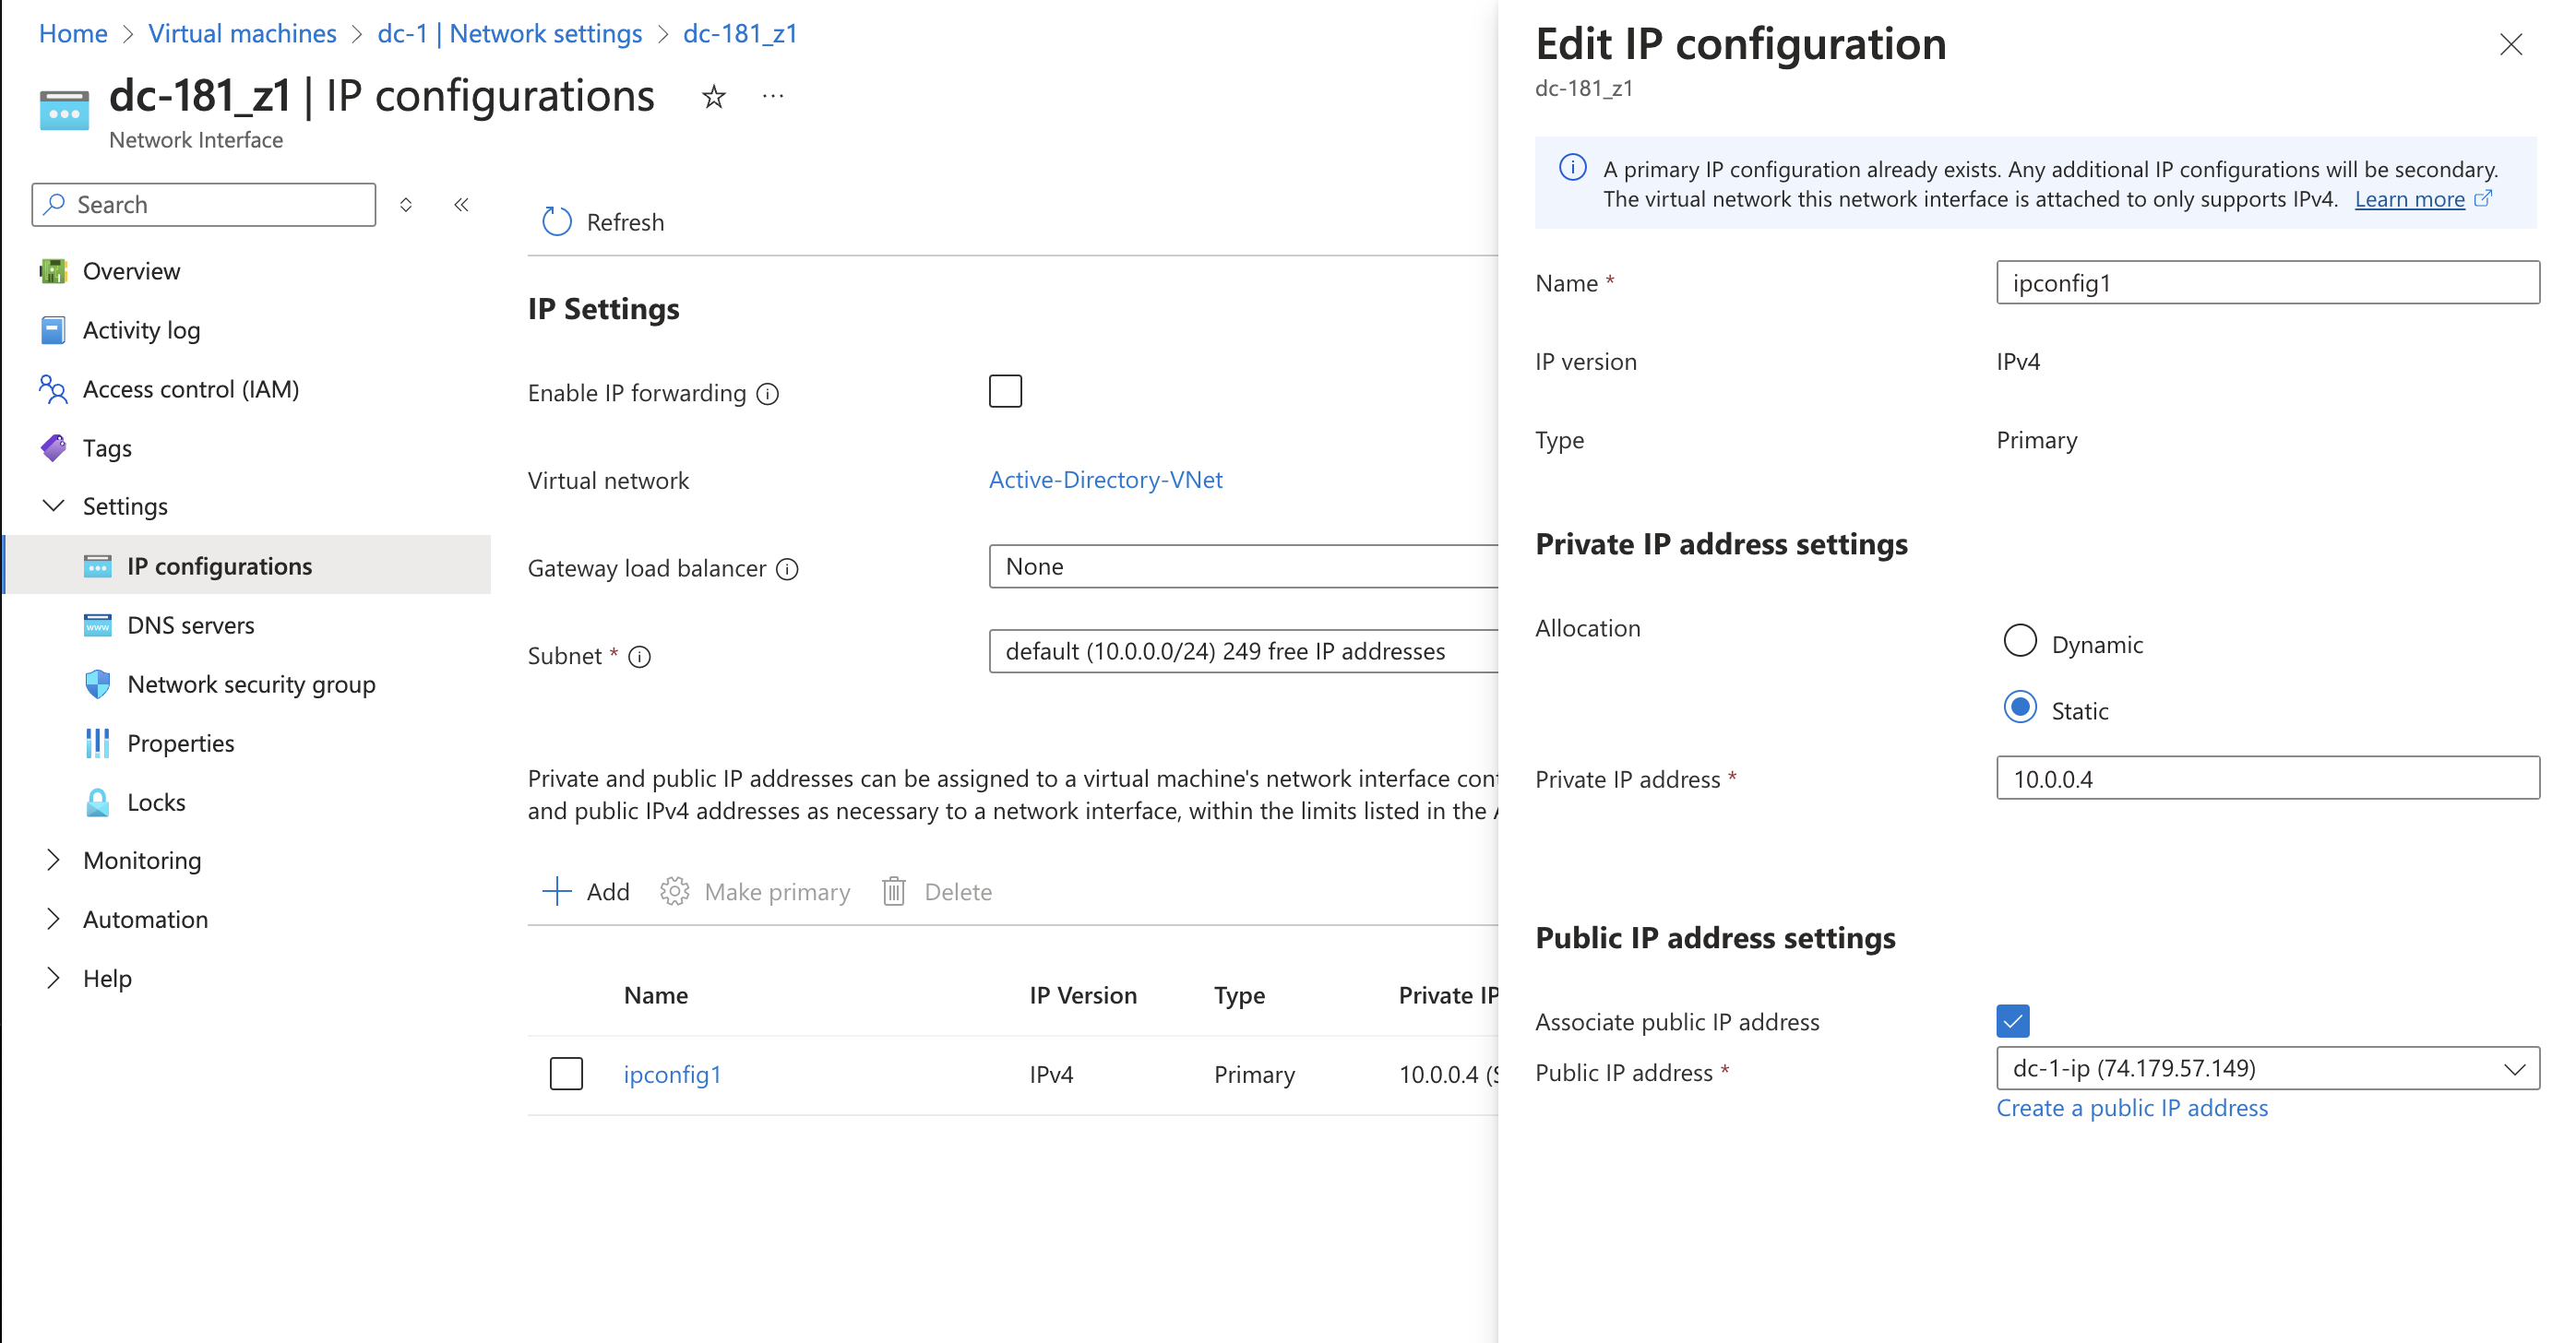 Home > Virtual machines > dc-1 | Network settings > dc-181_z1
dc-181_z1 | IP configurations
Network Interface
Search
Overview
Activity log
Access control (IAM)
Tags
Settings
IP configurations
DNS servers
Network security group
Properties
Locks
Monitoring
Automation
Help
Refresh
IP Settings
Enable IP forwarding
Virtual network
Active-Directory-VNet
Gateway load balancer
None
Subnet *
default (10.0.0.0/24) 249 free IP addresses
Private and public IP addresses can be assigned to a virtual machine's network interface con
and public IPv4 addresses as necessary to a network interface, within the limits listed in the
Add Make primary Delete
Name IP Version Type Private IP
ipconfig1 IPv4 Primary 10.0.0.4 (S
Edit IP configuration
dc-181_z1
A primary IP configuration already exists. Any additional IP configurations will be secondary.
The virtual network this network interface is attached to only supports IPv4. Learn more
Name *
ipconfig1
IP version
IPv4
Type
Primary
Private IP address settings
Allocation
Dynamic
Static
Private IP address *
10.0.0.4
Public IP address settings
Associate public IP address
Public IP address *
dc-1-ip (74.179.57.149)
Create a public IP address